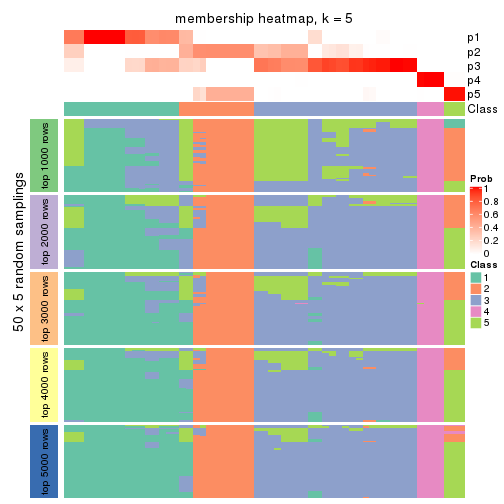 membership heatmap, k = 5
p1
p2
p3
p4
p5
Class
50 x 5 random samplings
top 1000 rows
top 2000 rows
top 3000 rows
top 4000 rows
top 5000 rows
Prob
1
0.8
0.6
0.4
0.2
0
Class
1
2
3
4
5